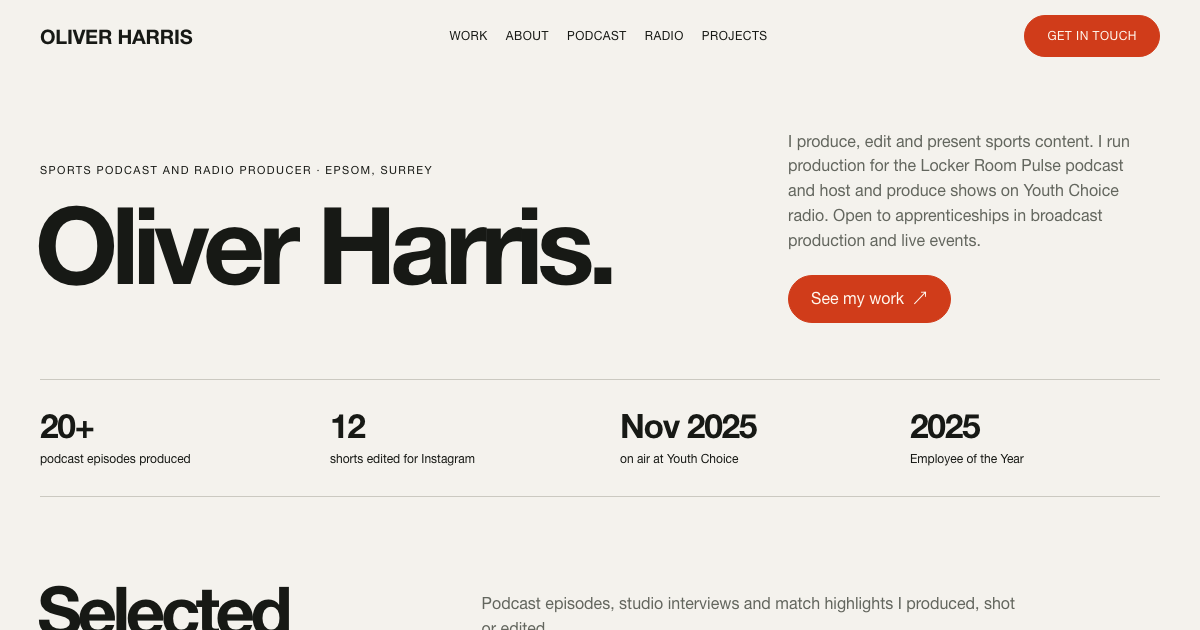 OLIVER HARRIS
WORK ABOUT PODCAST RADIO PROJECTS
GET IN TOUCH
SPORTS PODCAST AND RADIO PRODUCER · EPSOM, SURREY
Oliver Harris.
I produce, edit and present sports content. I run
production for the Locker Room Pulse podcast
and host and produce shows on Youth Choice
radio. Open to apprenticeships in broadcast
production and live events.
See my work ↗
20+
podcast episodes produced
12
shorts edited for Instagram
Nov 2025
on air at Youth Choice
2025
Employee of the Year
Selected
Podcast episodes, studio interviews and match highlights I produced, shot
or edited.